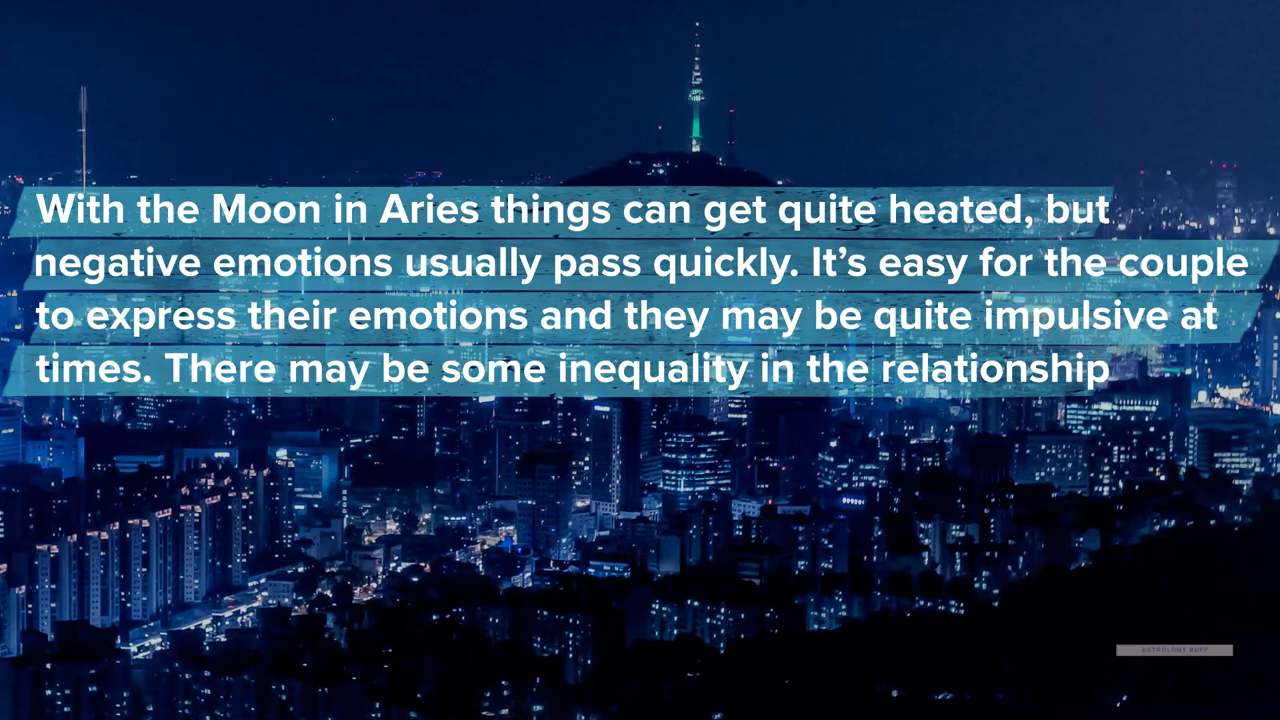 With the Moon in Aries things can get quite heated, but
negative emotions usually pass quickly. It’s easy for the couple
to express their emotions and they may be quite impulsive at
times. There may be some inequality in the relationship
ASTROLOGY BUFF